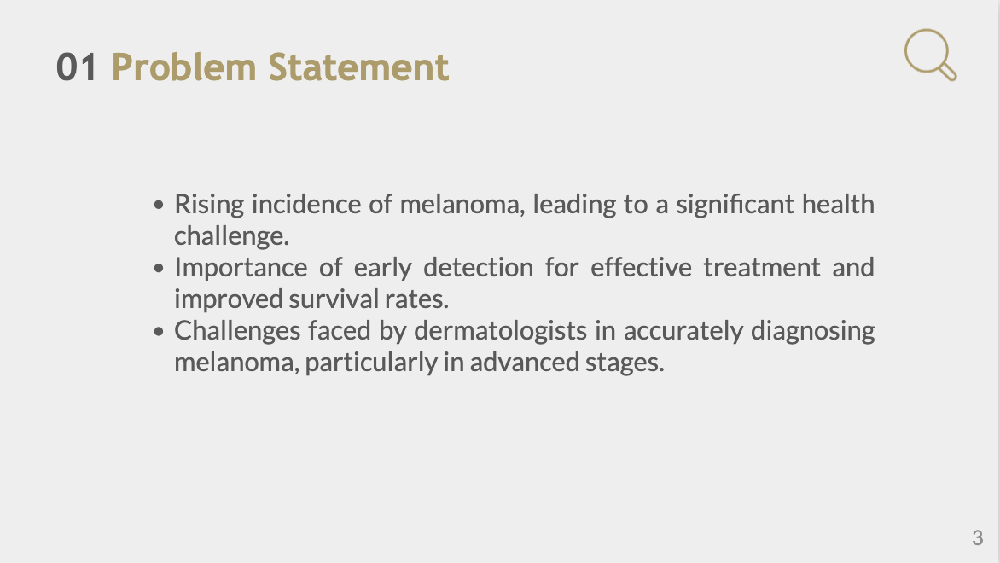 01 Problem Statement
• Rising incidence of melanoma, leading to a significant health
challenge.
• Importance of early detection for effective treatment and
improved survival rates.
• Challenges faced by dermatologists in accurately diagnosing
melanoma, particularly in advanced stages.
3